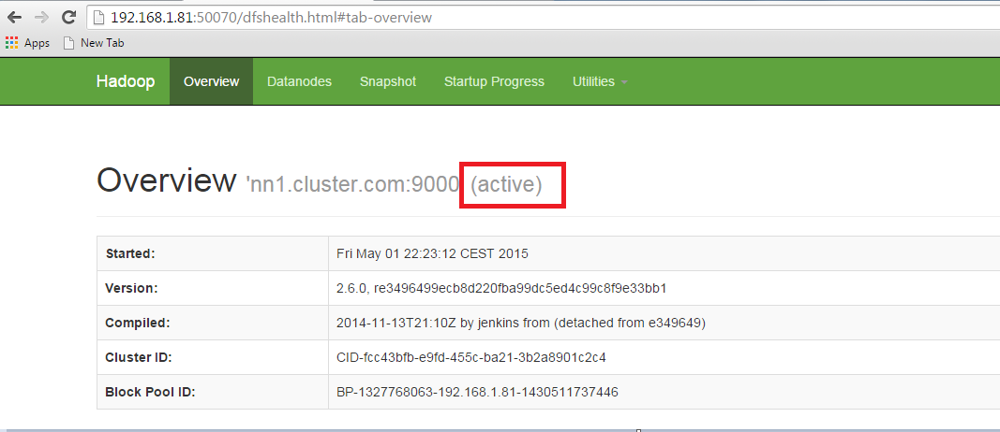 192.168.1.81:50070/dfshealth.html#tab-overview
Apps New Tab
Hadoop Overview Datanodes Snapshot Startup Progress Utilities
Overview 'nn1.cluster.com:9000 (active)
Started: Fri May 01 22:23:12 CEST 2015
Version: 2.6.0, re3496499ecb8d220fba99dc5ed4c99c8f9e33bb1
Compiled: 2014-11-13T21:10Z by jenkins from (detached from e349649)
Cluster ID: CID-fcc43bfb-e9fd-455c-ba21-3b2a8901c2c4
Block Pool ID: BP-1327768063-192.168.1.81-1430511737446